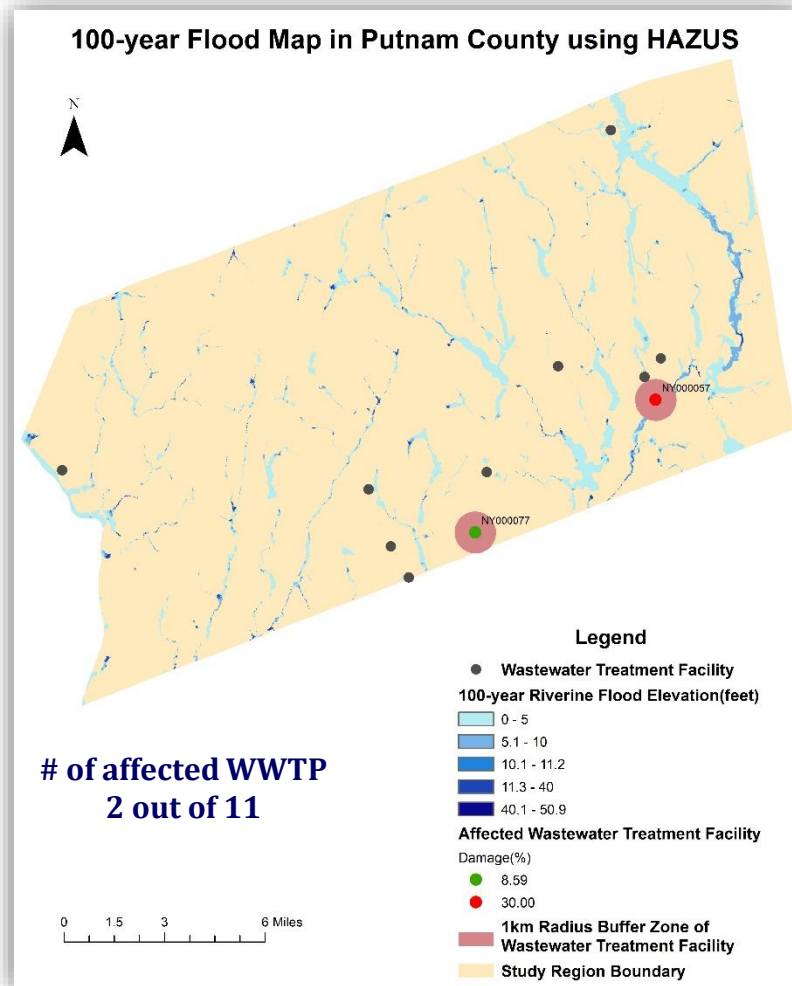 100-year Flood Map in Putnam County using HAZUS
N
NY000057
NY000077
Legend
Wastewater Treatment Facility
100-year Riverine Flood Elevation(feet)
0 - 5
5.1 - 10
10.1 - 11.2
11.3 - 40
40.1 - 50.9
Affected Wastewater Treatment Facility
Damage(%)
8.59
30.00
1km Radius Buffer Zone of
Wastewater Treatment Facility
Study Region Boundary
# of affected WWTP
2 out of 11
0 1.5 3 6 Miles